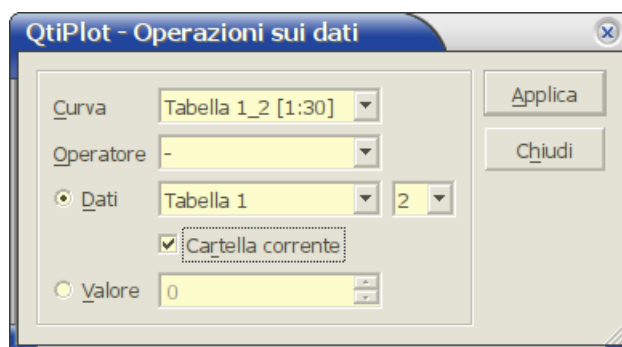 QtiPlot - Operazioni sui dati
Curva Tabella 1_2 [1:30]
Operatore -
Dati Tabella 1 2
Cartella corrente
Valore 0
Applica
Chiudi